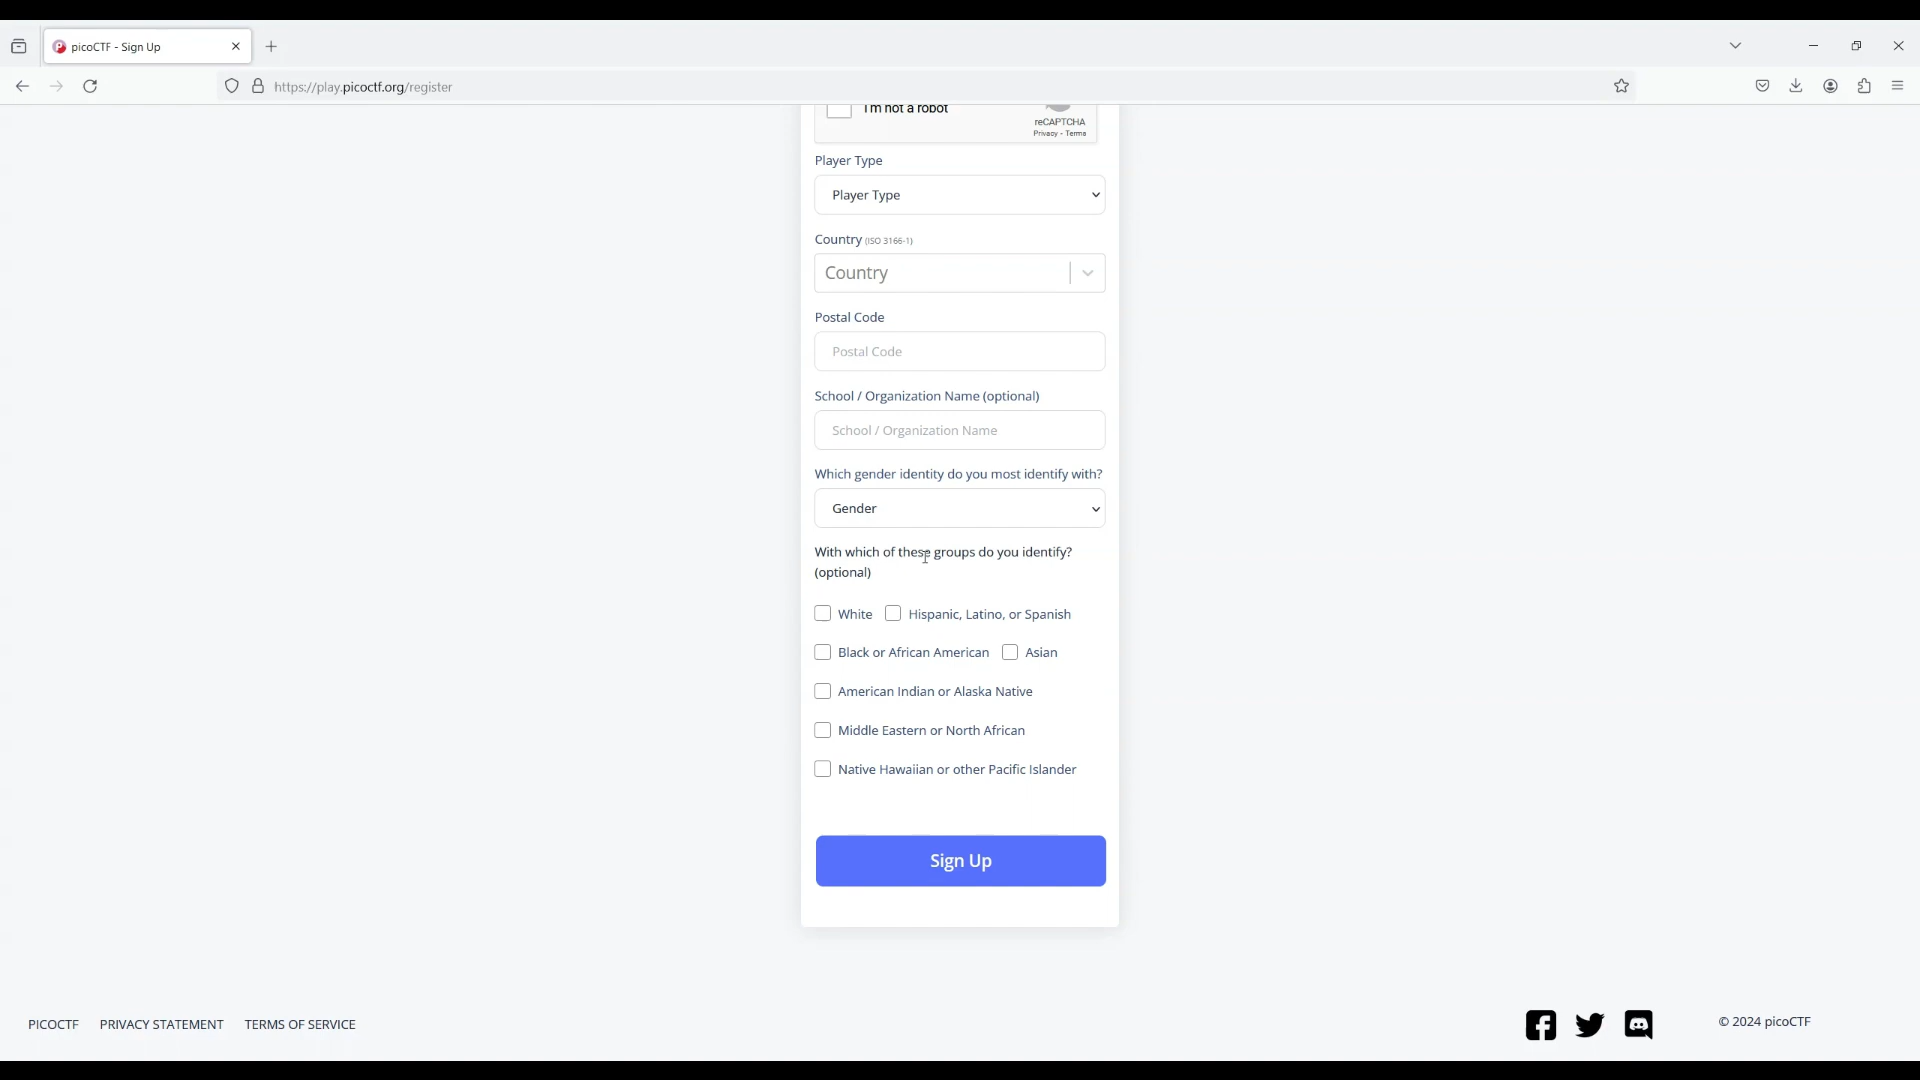 picoCTF - Sign Up
https://play.picoctf.org/register
I'm not a robot
reCAPTCHA
Privacy - Terms
Player Type
Player Type
Country (ISO 3166-1)
Country
Postal Code
Postal Code
School / Organization Name (optional)
School / Organization Name
Which gender identity do you most identify with?
Gender
With which of these groups do you identify?
(optional)
White Hispanic, Latino, or Spanish
Black or African American Asian
American Indian or Alaska Native
Middle Eastern or North African
Native Hawaiian or other Pacific Islander
Sign Up
PICOCTF PRIVACY STATEMENT TERMS OF SERVICE © 2024 picoCTF